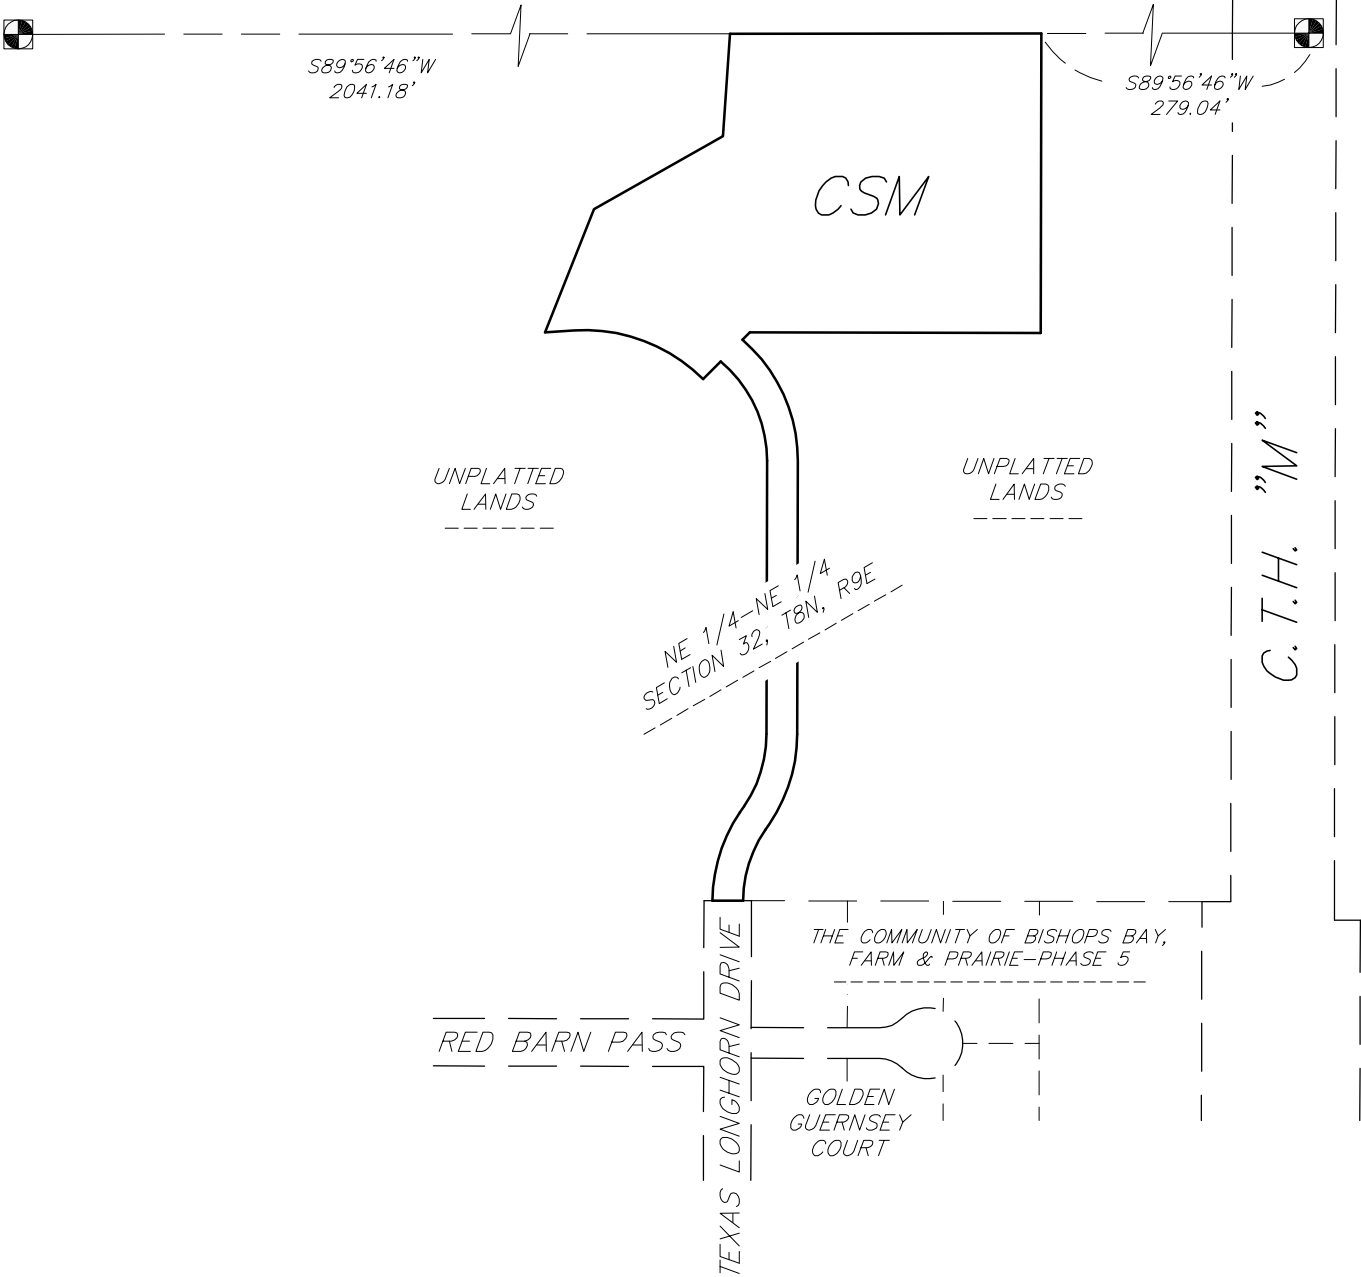 S89°56'46"W
2041.18'
S89°56'46"W
279.04'
CSM
UNPLATTED
LANDS
UNPLATTED
LANDS
C.T.H. "M"
NE 1/4-NE 1/4
SECTION 32, T8N, R9E
THE COMMUNITY OF BISHOPS BAY,
FARM & PRAIRIE-PHASE 5
RED BARN PASS
TEXAS LONGHORN DRIVE
GOLDEN
GUERNSEY
COURT